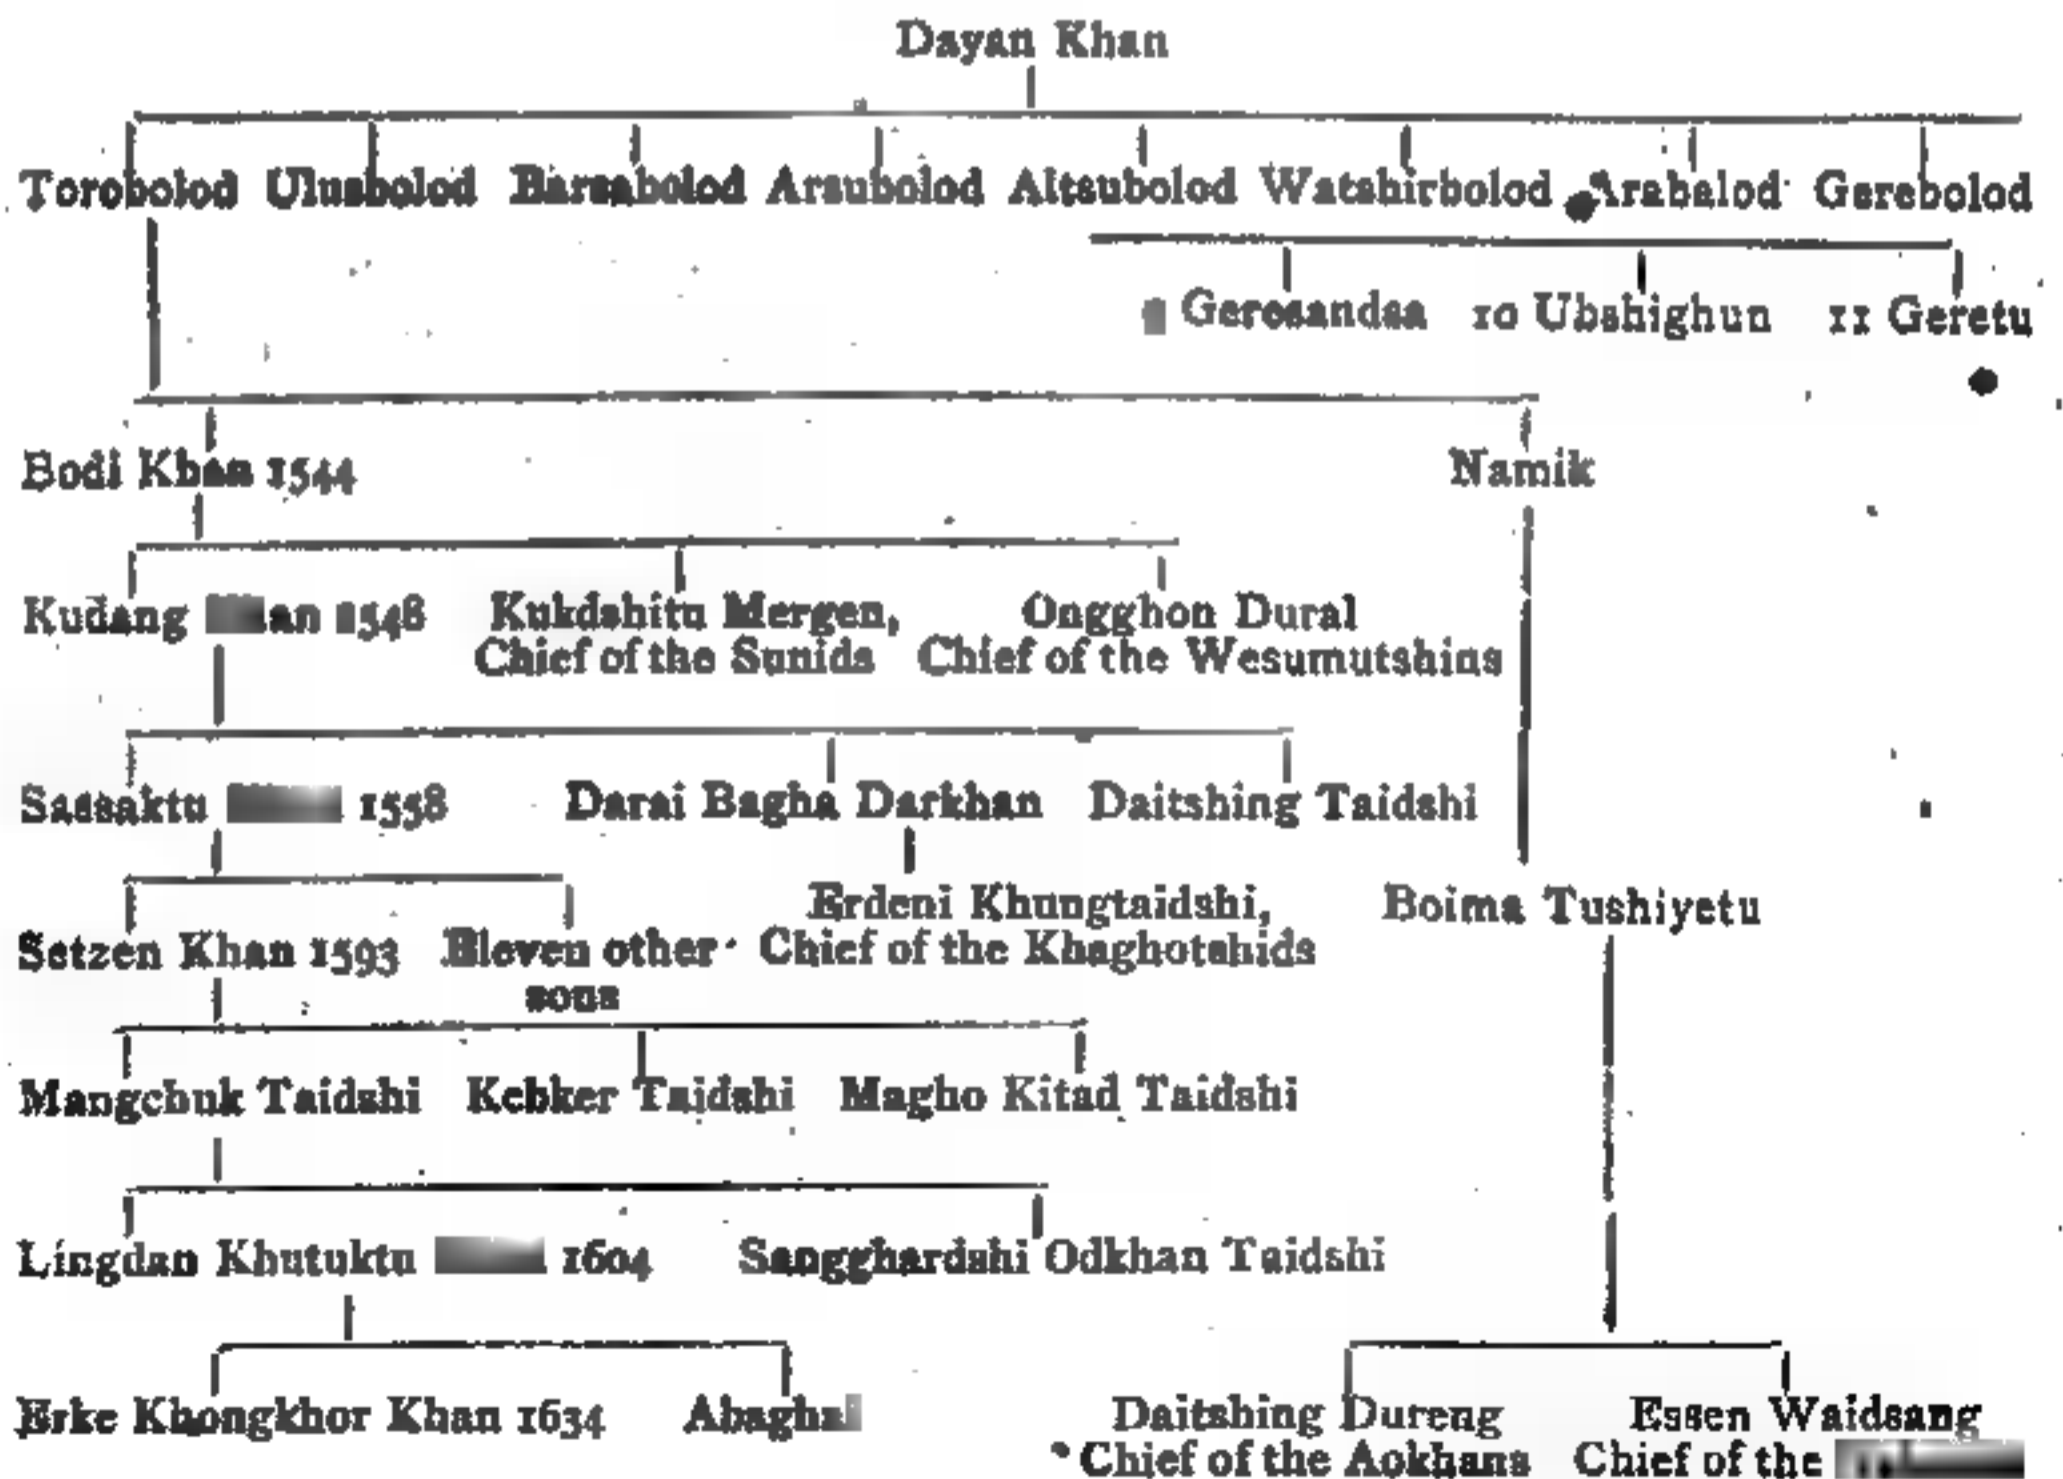 Dayan Khan
Torobolod Ulusbolod Barsabolod Arsubolod Altsubolod Watshirbolod Arabalod Gerebolod
Geresandsa 10 Ubshighun 11 Geretu
Bodi Khan 1544 Namik
Kudang 1548 Kukdshitu Mergen, Ongghon Dural
Chief of the Sunids Chief of the Wesumutshins
Sassaktu 1558 Darai Bagha Darkhan Daitshing Taidshi
Erdeni Khungtaidshi, Boima Tushiyetu
Setzen Khan 1593 Eleven other Chief of the Khaghotshids
sons
Mangchuk Taidshi Kebker Taidshi Magho Kitad Taidshi
Lingdan Khutuktu 1604 Sangghardshi Odkhan Taidshi
Erke Khongkhor Khan 1634 Daitshing Dureng Essen Waidsang
Chief of the Aokhans Chief of the